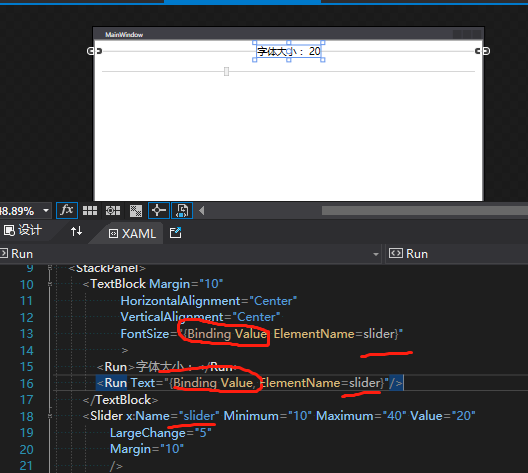 MainWindow
字体大小： 20
48.89%
fx
设计
XAML
Run
Run
9 <StackPanel>
10 <TextBlock Margin="10"
11 HorizontalAlignment="Center"
12 VerticalAlignment="Center"
13 FontSize="{Binding Value, ElementName=slider}"
14 >
15 <Run>字体大小：</Run>
16 <Run Text="{Binding Value, ElementName=slider}"/>
17 </TextBlock>
18 <Slider x:Name="slider" Minimum="10" Maximum="40" Value="20"
19 LargeChange="5"
20 Margin="10"
21 />